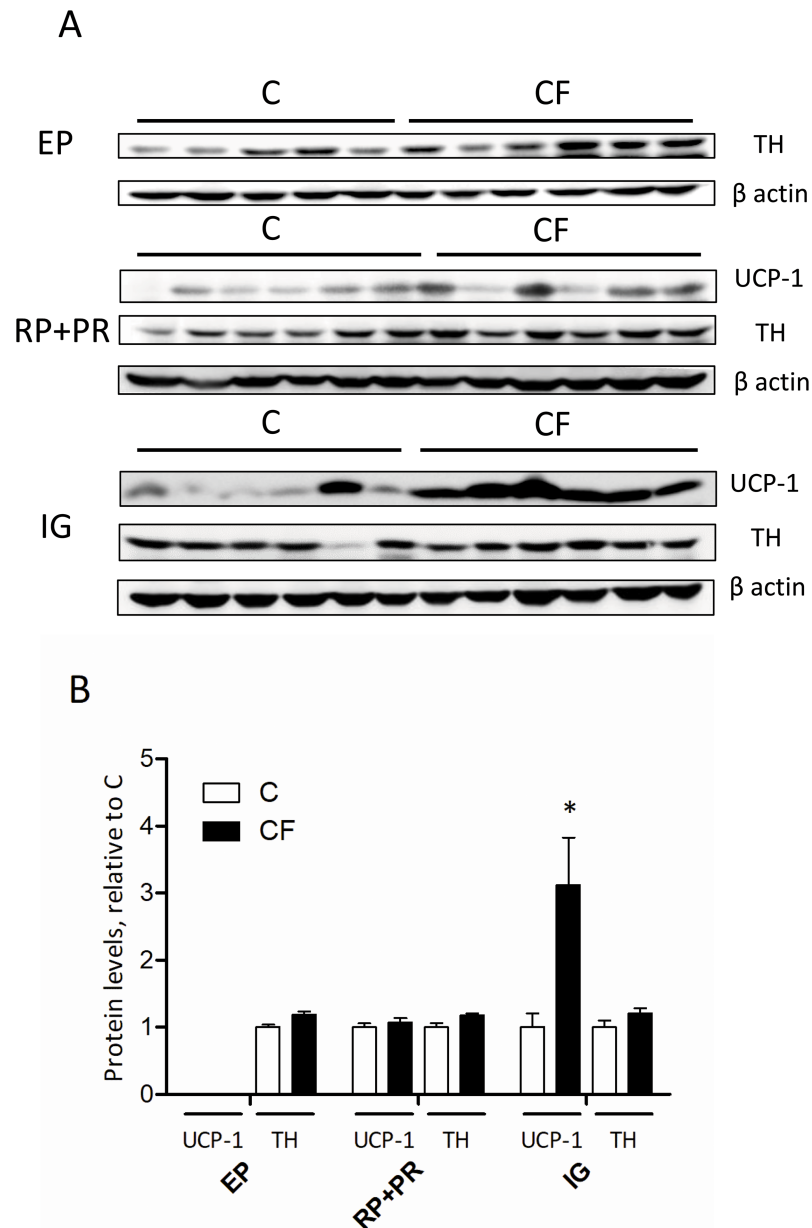 A
C CF
EP TH
β actin
C CF
UCP-1
RP+PR TH
β actin
C CF
UCP-1
IG TH
β actin
B
Protein levels, relative to C
5
4
3
2
1
0
C
CF
*
UCP-1 TH UCP-1 TH UCP-1 TH
EP RP+PR IG